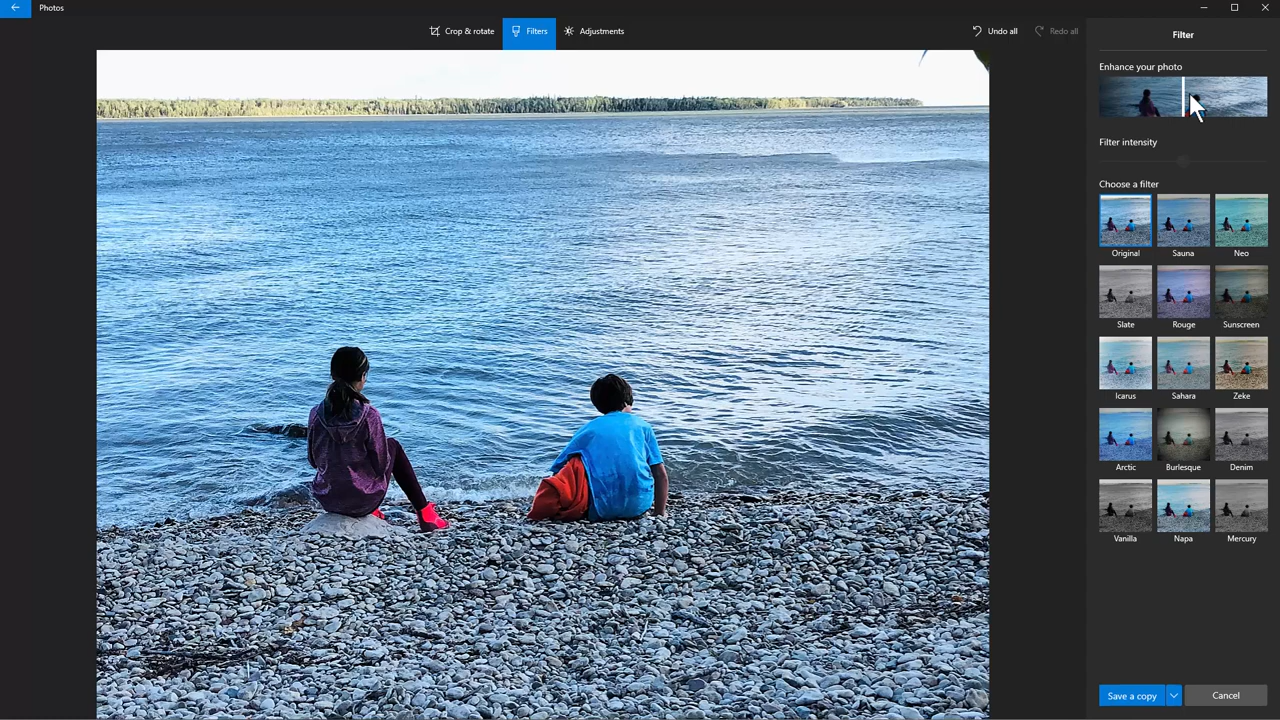 Photos
Crop & rotate Filters Adjustments Undo all Redo all
Filter
Enhance your photo
Filter intensity
Choose a filter
Original Sauna Neo
Slate Rouge Sunscreen
Icarus Sahara Zeke
Arctic Burlesque Denim
Vanilla Napa Mercury
Save a copy Cancel